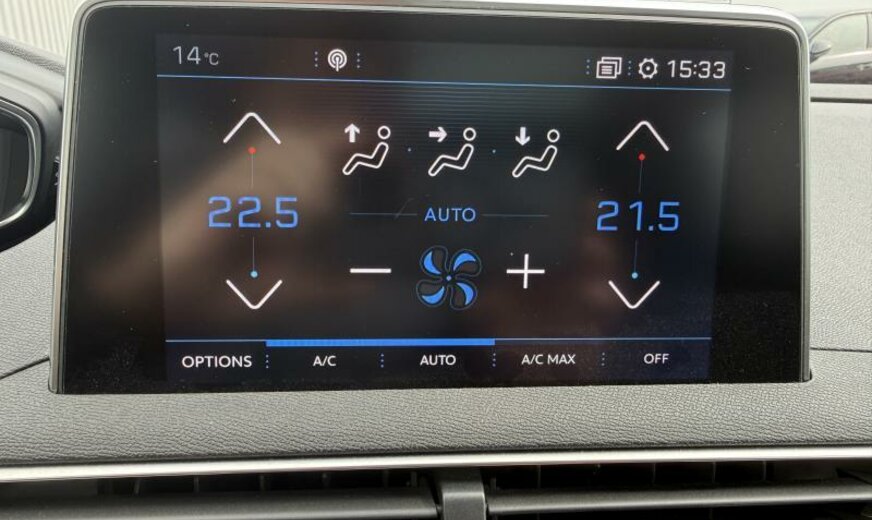 14°C 15:33
22.5 AUTO 21.5
OPTIONS A/C AUTO A/C MAX OFF